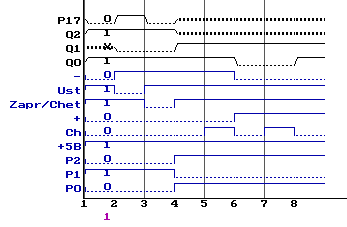 P17 0
Q2 1
Q1 X
Q0 1
- 0
Ust 1
Zapr/Chet 1
+ 0
Ch 0
+5B 1
P2 0
P1 1
P0 0
1 2 3 4 5 6 7 8
1